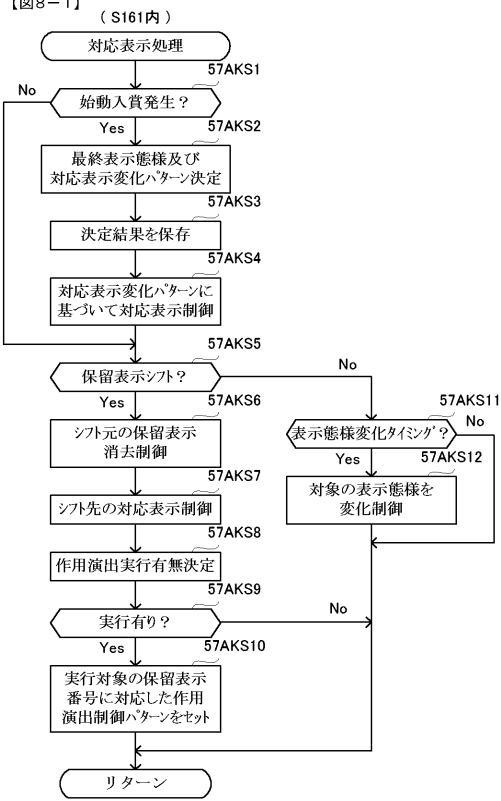 【図8－1】
（S161内）
対応表示処理
57AKS1
No
始動入賞発生？
Yes
57AKS2
最終表示態様及び
対応表示変化パターン決定
57AKS3
決定結果を保存
57AKS4
対応表示変化パターンに
基づいて対応表示制御
57AKS5
保留表示シフト？
No
Yes
57AKS6
シフト元の保留表示
消去制御
57AKS11
表示態様変化タイミング？
No
Yes
57AKS12
対象の表示態様を
変化制御
57AKS7
シフト先の対応表示制御
57AKS8
作用演出実行有無決定
57AKS9
実行有り？
No
Yes
57AKS10
実行対象の保留表示
番号に対応した作用
演出制御パターンをセット
リターン